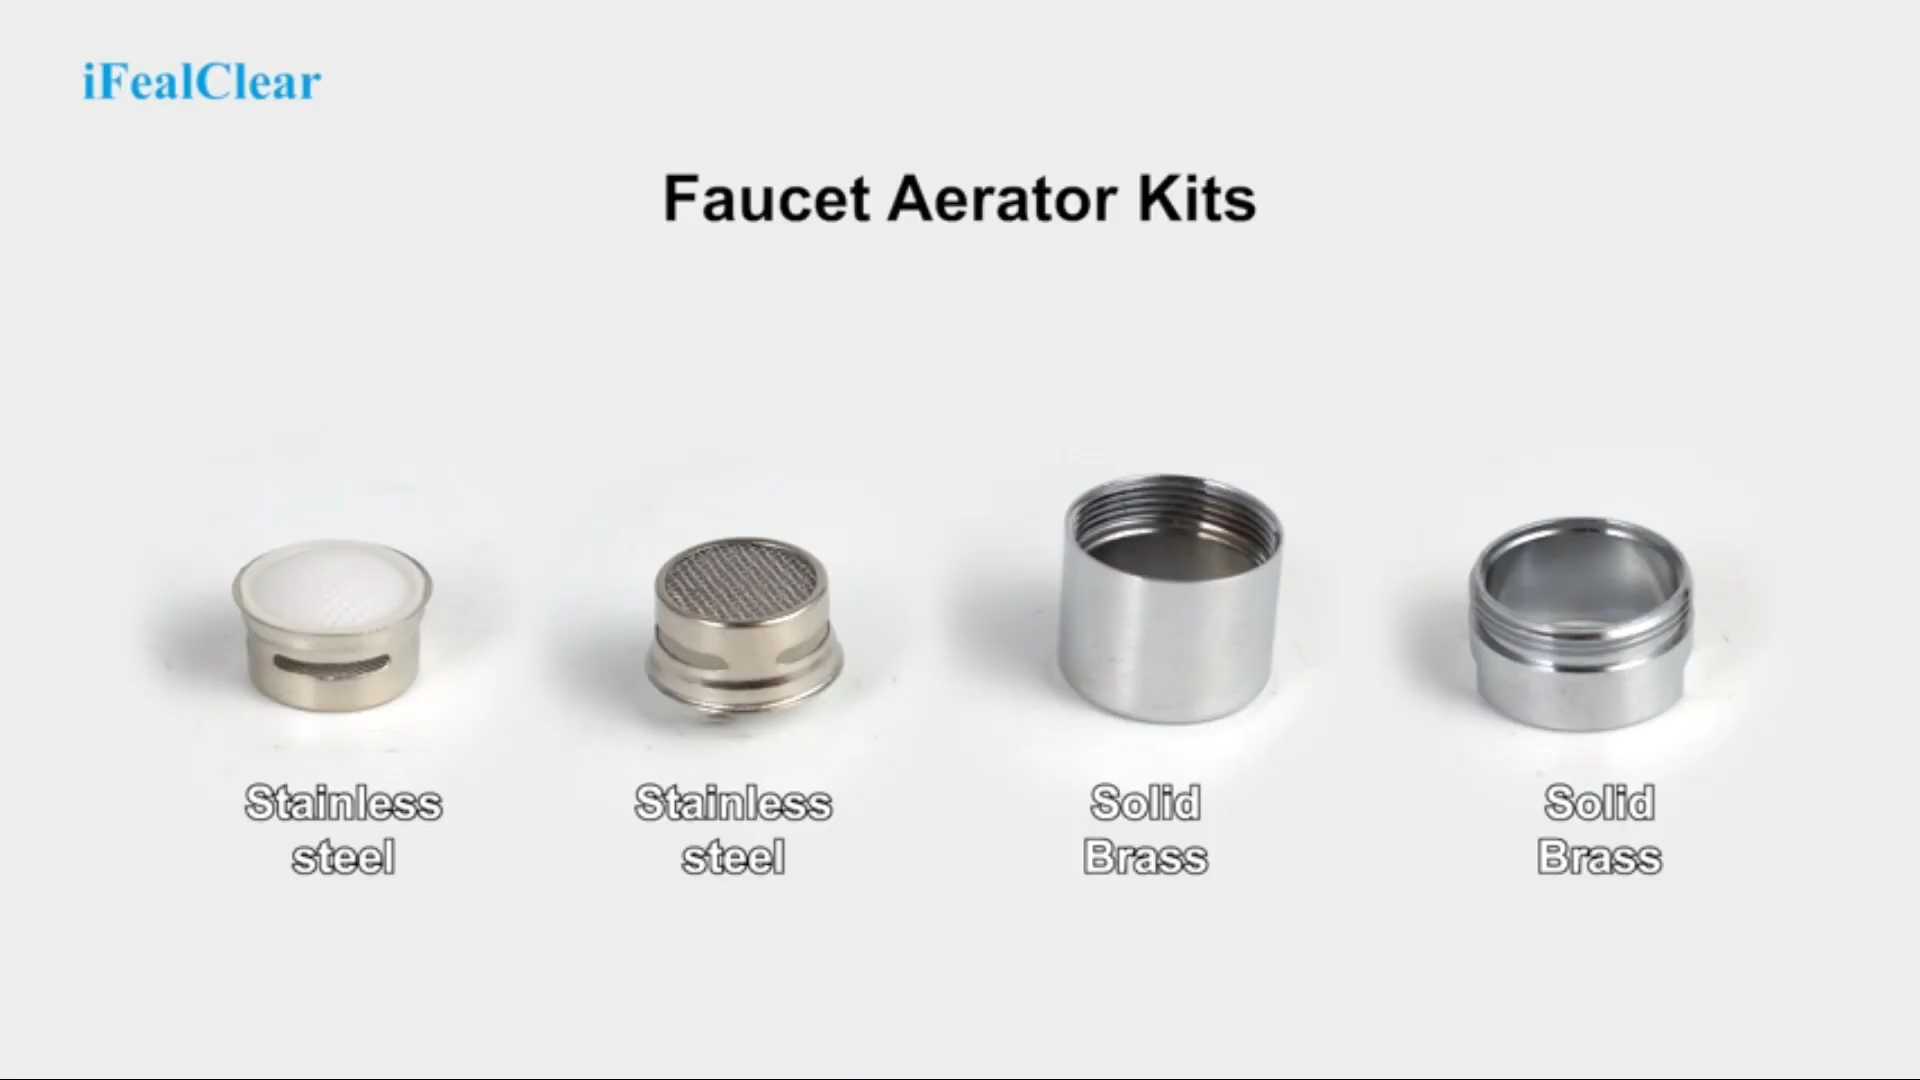 iFealClear
Faucet Aerator Kits
Stainless
steel
Stainless
steel
Solid
Brass
Solid
Brass